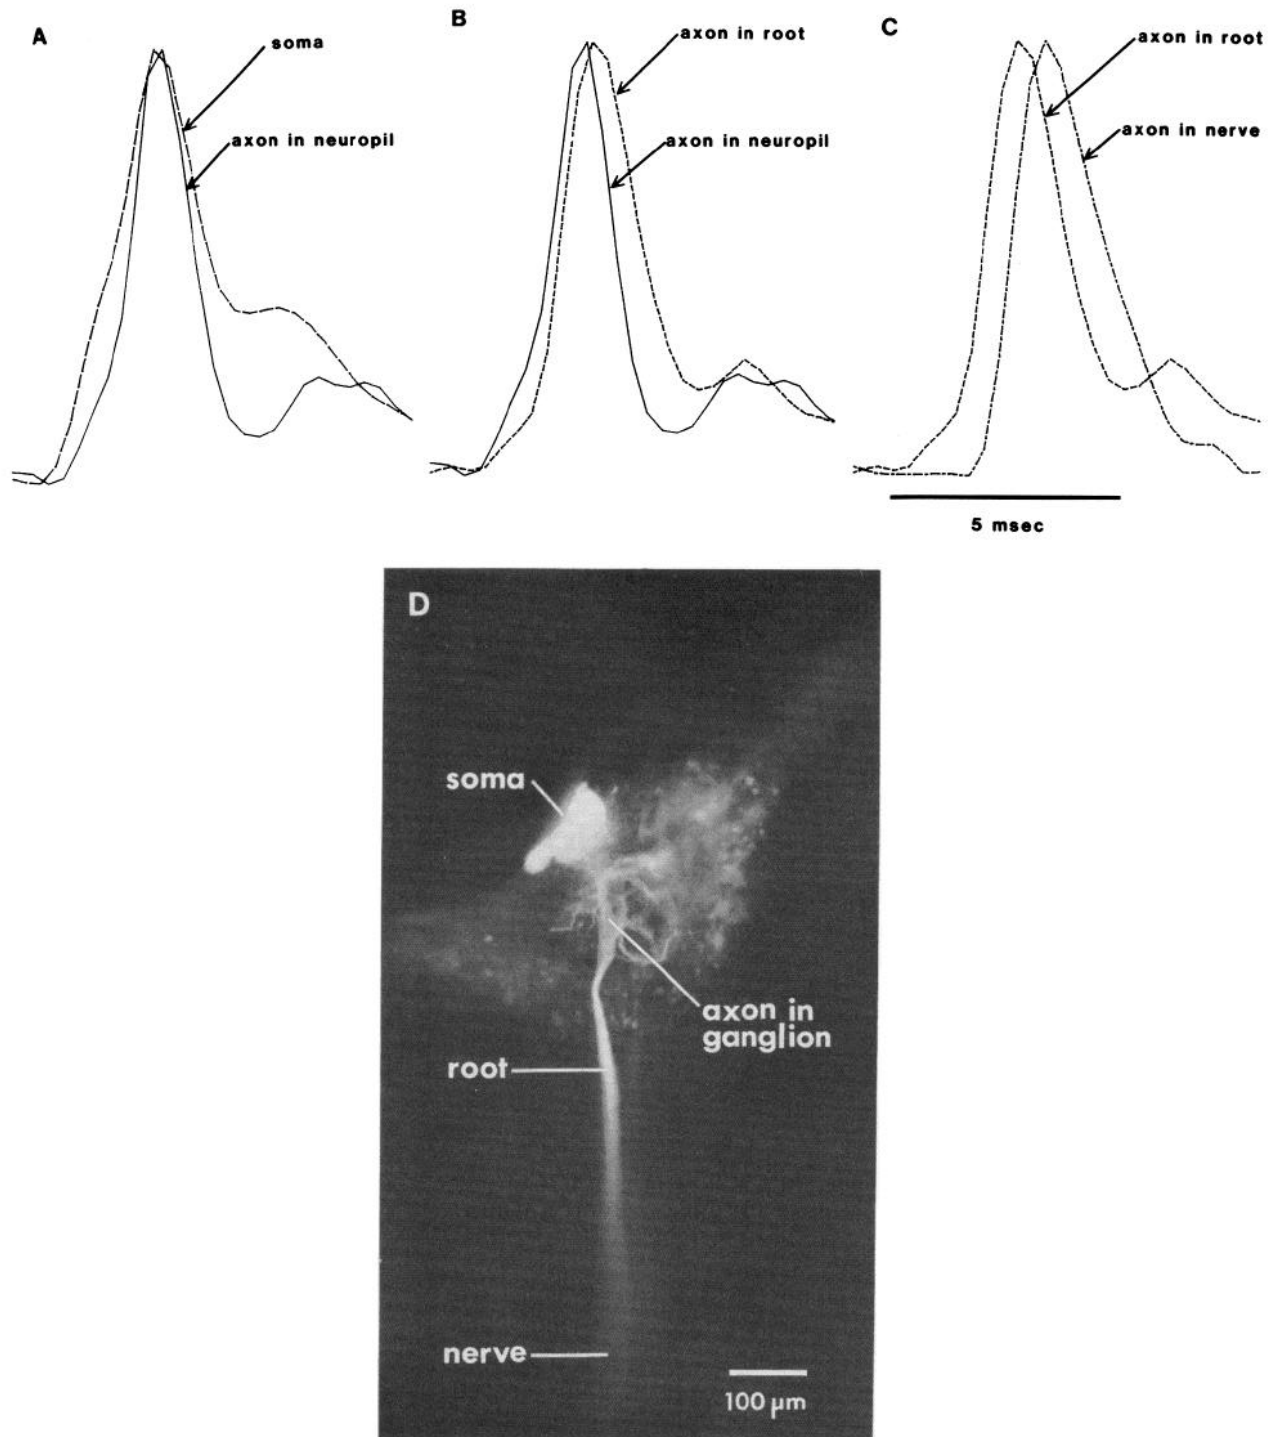 A
soma
axon in neuropil
B
axon in root
axon in neuropil
C
axon in root
axon in nerve
5 msec
D
soma
axon in
ganglion
root
nerve
100 µm